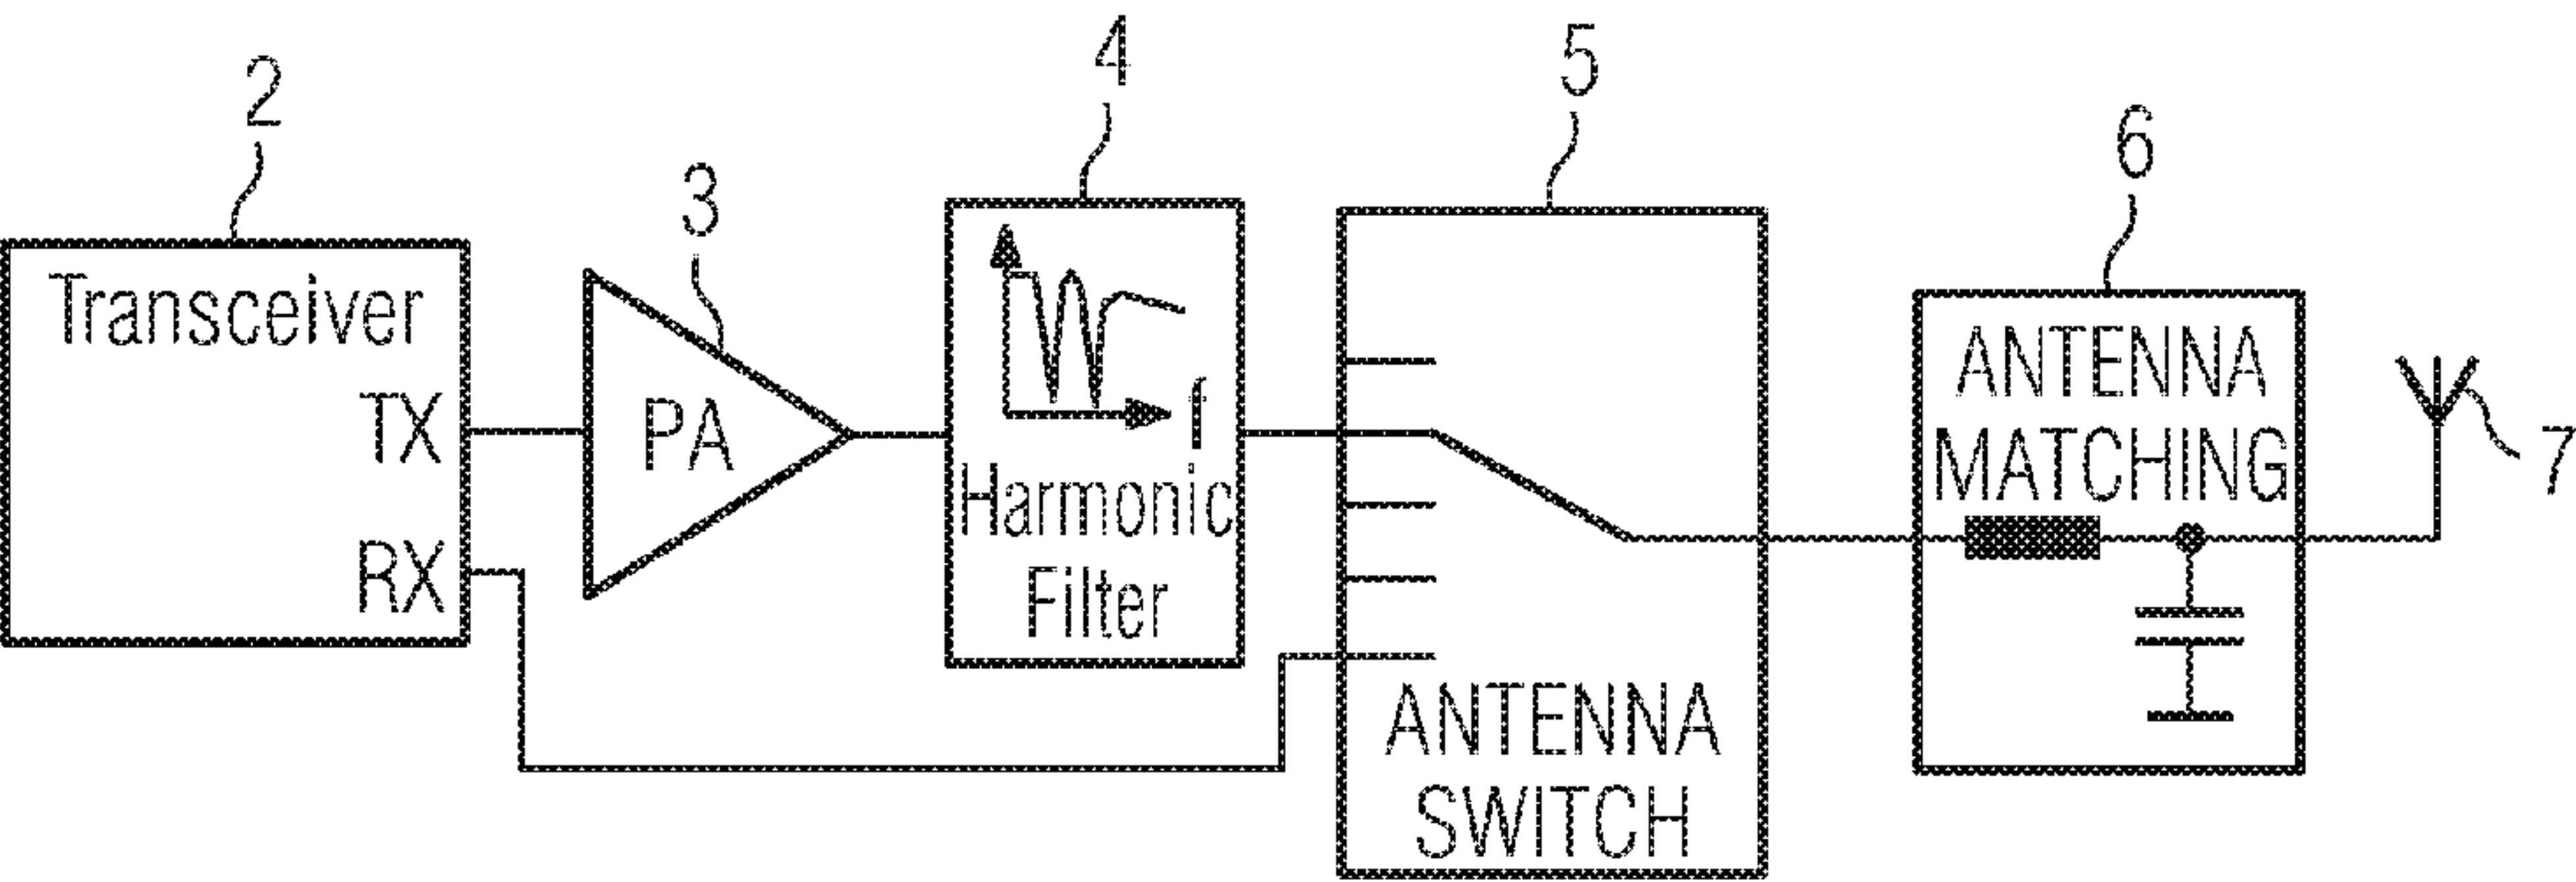 2
3
4
5
6
7
Transceiver
TX
RX
PA
f
Harmonic
Filter
ANTENNA
SWITCH
ANTENNA
MATCHING